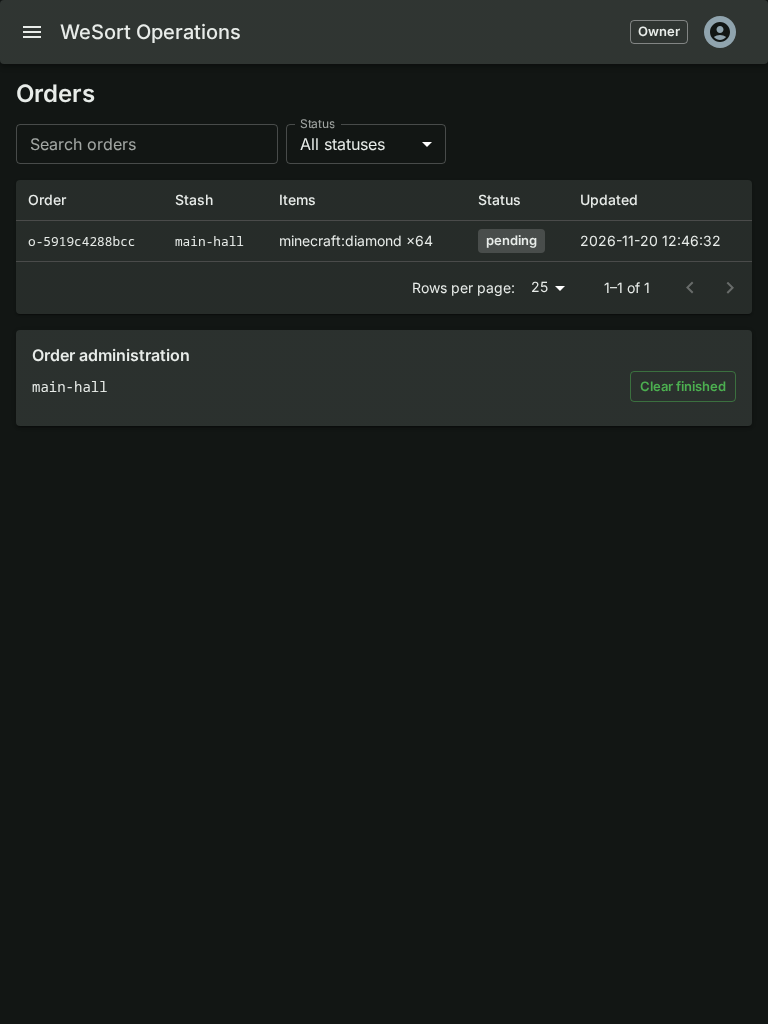 WeSort Operations
Owner
Orders
Search orders
Status
All statuses
Order Stash Items Status Updated
o-5919c4288bcc main-hall minecraft:diamond ×64 pending 2026-11-20 12:46:32
Rows per page: 25 1–1 of 1
Order administration
main-hall
Clear finished